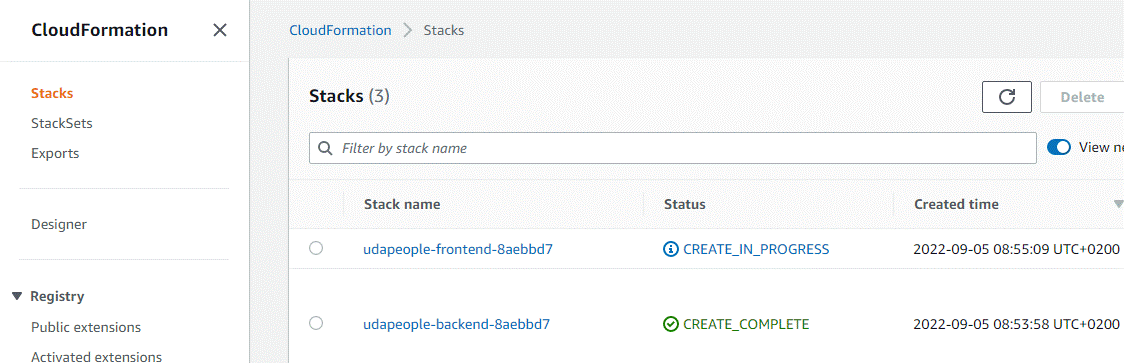 CloudFormation
CloudFormation > Stacks
Stacks
StackSets
Exports
Designer
Registry
Public extensions
Activated extensions
Stacks (3)
Delete
Filter by stack name
View ne
Stack name Status Created time
udapeople-frontend-8aebbd7 CREATE_IN_PROGRESS 2022-09-05 08:55:09 UTC+0200
udapeople-backend-8aebbd7 CREATE_COMPLETE 2022-09-05 08:53:58 UTC+0200